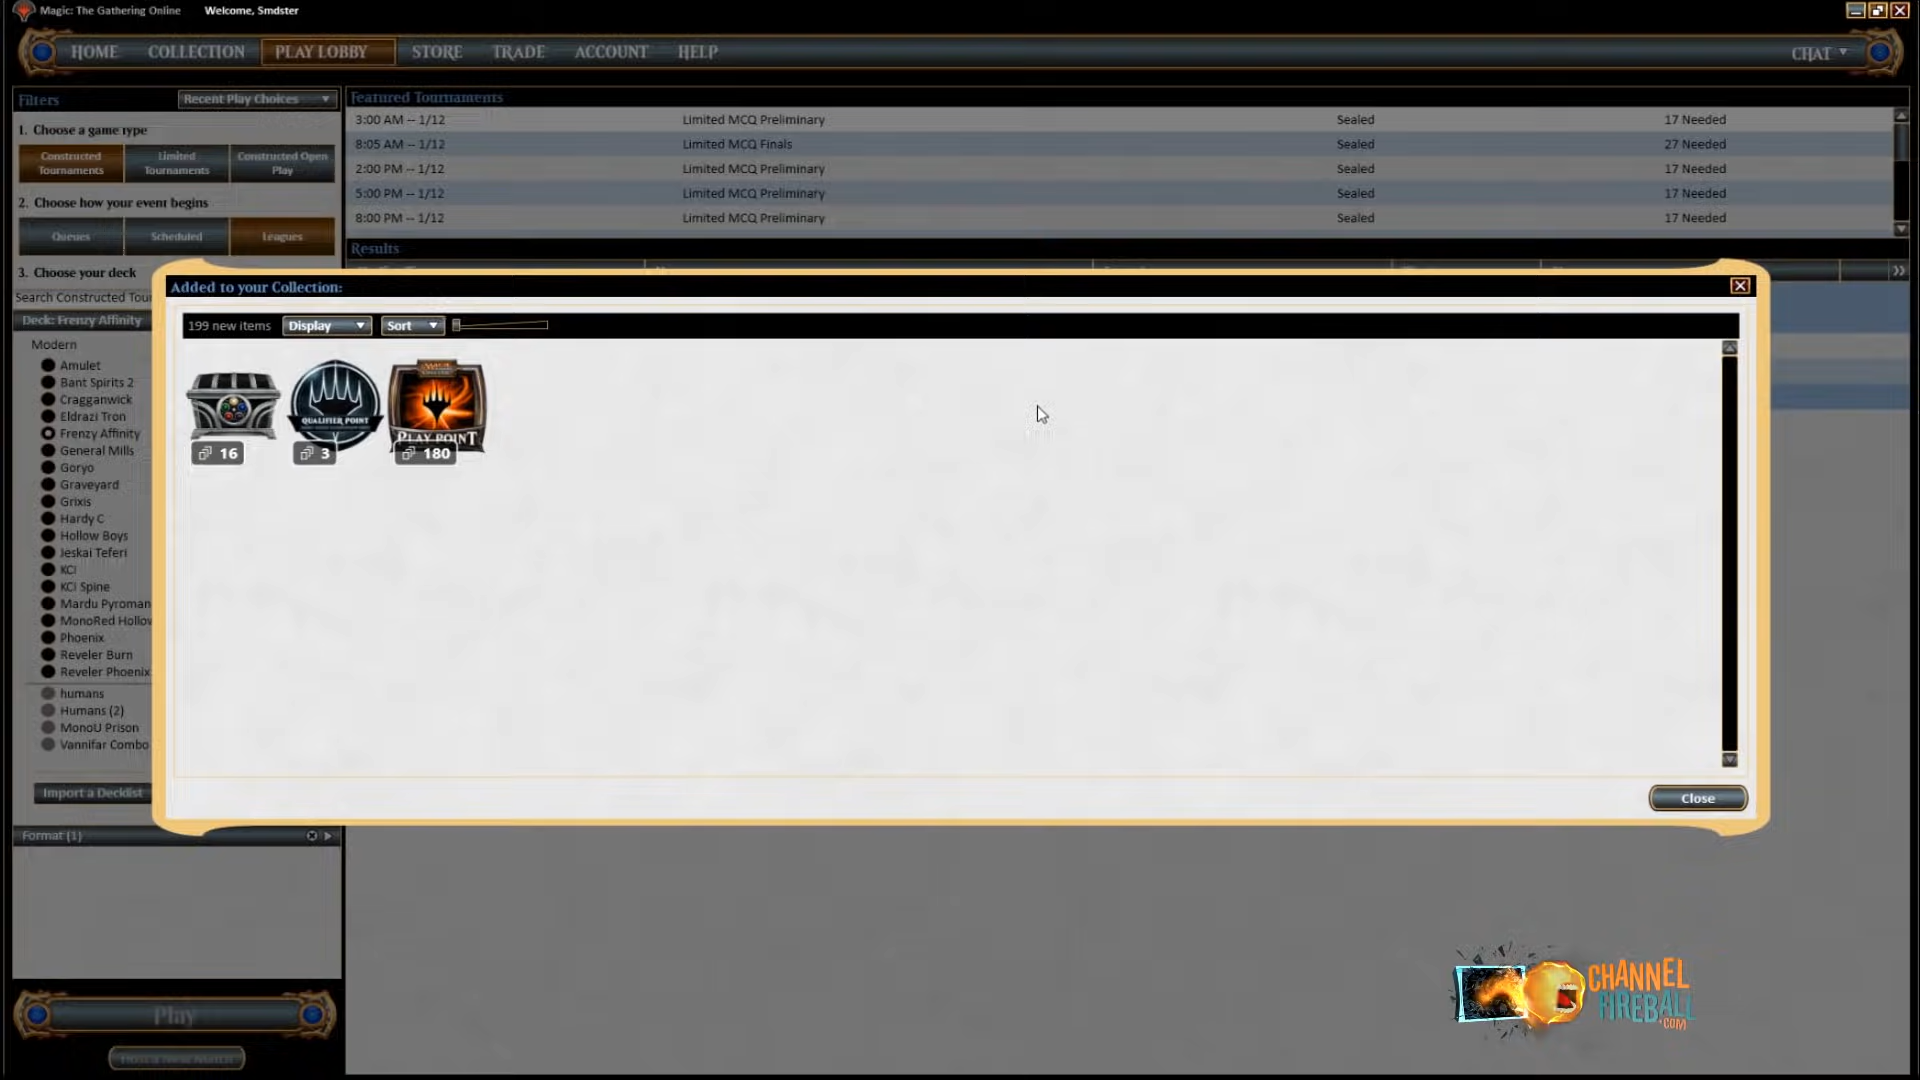 Magic: The Gathering Online Welcome, Smdster
HOME COLLECTION PLAY LOBBY STORE TRADE ACCOUNT HELP CHAT
Filters Recent Play Choices
1. Choose a game type
Constructed Tournaments Limited Tournaments Constructed Open Play
2. Choose how your event begins
Queues Scheduled Leagues
3. Choose your deck
Search Constructed Tour
Deck: Frenzy Affinity
Modern
Amulet
Bant Spirits 2
Cragganwick
Eldrazi Tron
Frenzy Affinity
General Mills
Goryo
Graveyard
Grixis
Hardy C
Hollow Boys
Jeskai Teferi
KCI
KCI Spine
Mardu Pyroman
MonoRed Hollow
Phoenix
Reveler Burn
Reveler Phoenix
humans
Humans (2)
MonoU Prison
Vannifar Combo
Import a Decklist
Format (1)
Play
Featured Tournaments
3:00 AM -- 1/12 Limited MCQ Preliminary Sealed 17 Needed
8:05 AM -- 1/12 Limited MCQ Finals Sealed 27 Needed
2:00 PM -- 1/12 Limited MCQ Preliminary Sealed 17 Needed
5:00 PM -- 1/12 Limited MCQ Preliminary Sealed 17 Needed
8:00 PM -- 1/12 Limited MCQ Preliminary Sealed 17 Needed
Results
Added to your Collection:
199 new items Display Sort
QUALIFIER POINT
PLAY POINT
16 3 180
Close
CHANNEL
FIREBALL
.COM